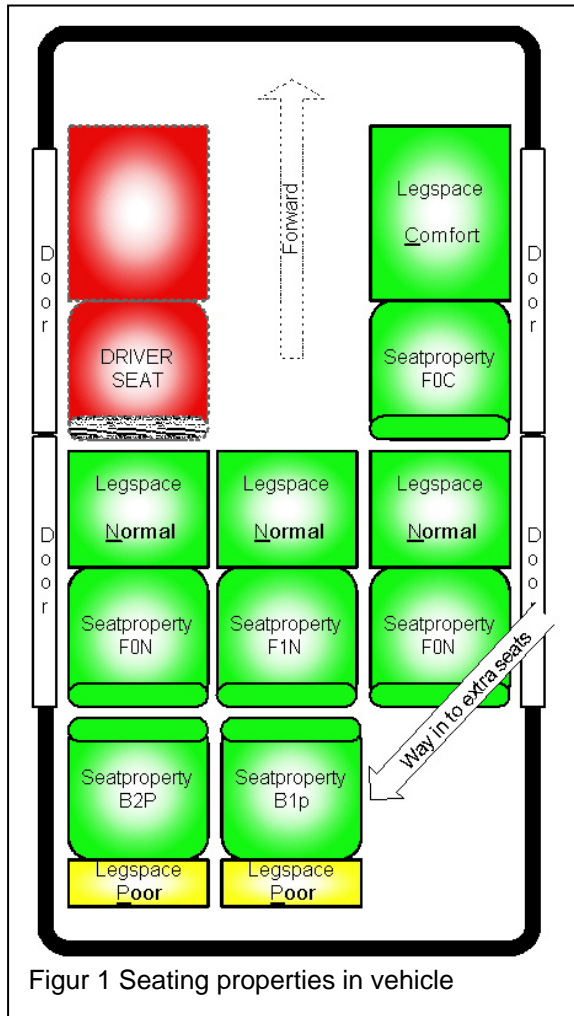 Forward
Legspace
Comfort
Door
Door
DRIVER
SEAT
Seatproperty
F0C
Legspace
Normal
Legspace
Normal
Legspace
Normal
Door
Door
Seatproperty
F0N
Seatproperty
F1N
Seatproperty
F0N
Way in to extra seats
Seatproperty
B2P
Seatproperty
B1p
Legspace
Poor
Legspace
Poor
Figur 1 Seating properties in vehicle